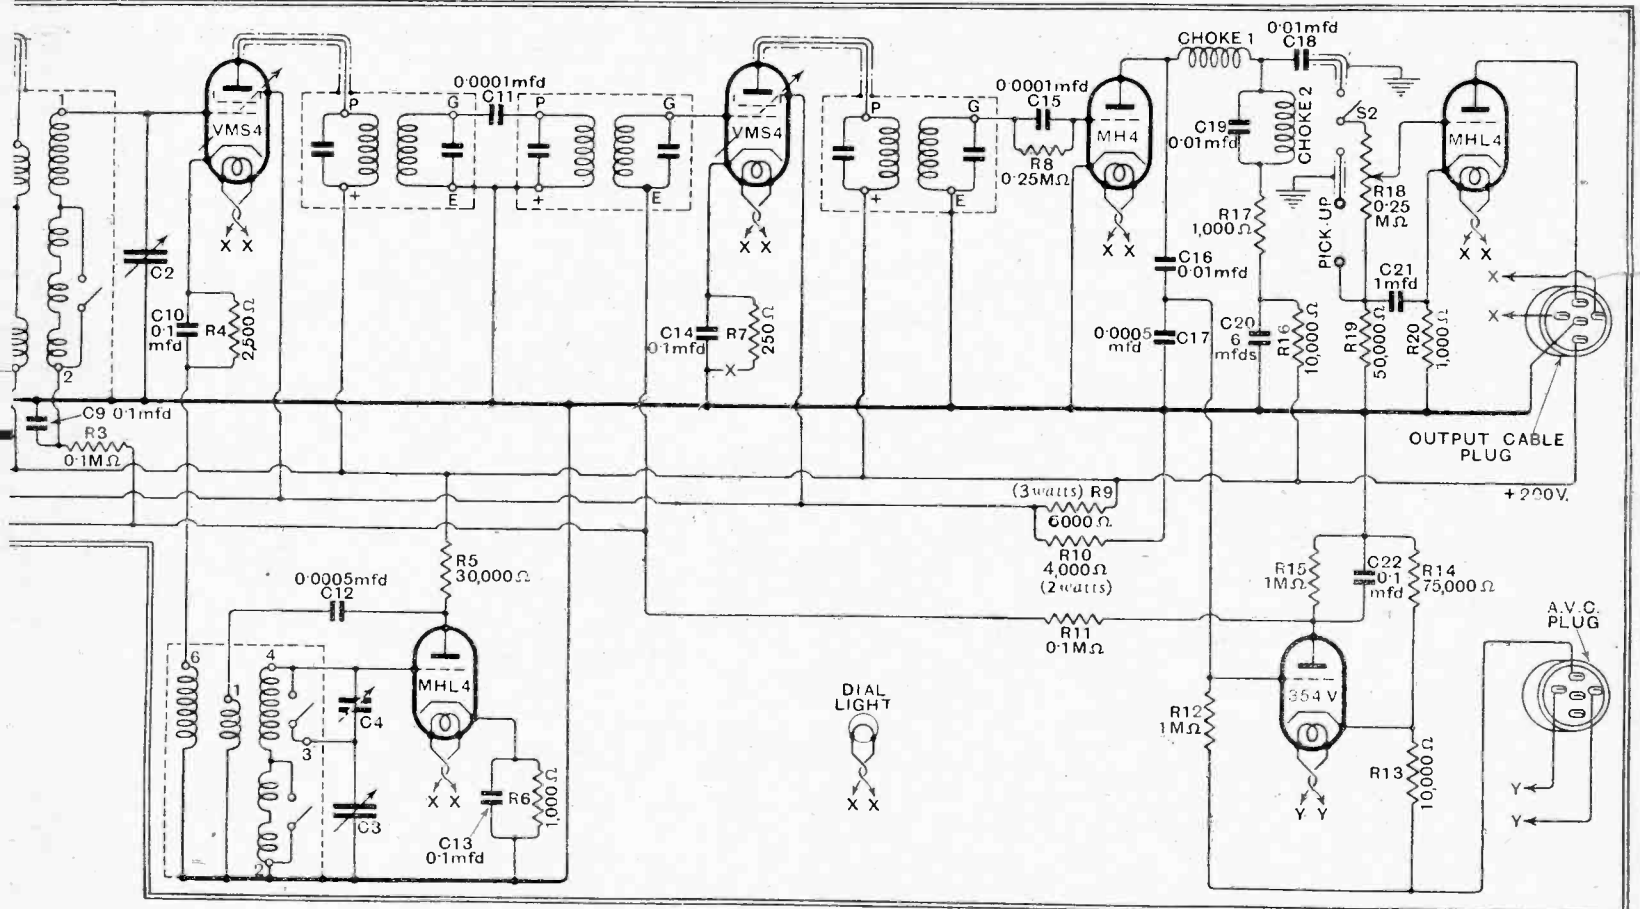 0·0001mfd
C11
P
G
P
G
E
+
+
E
VMS4
X X
1
2
C2
C10
0·1
mfd
R4
2,500Ω
C9 0·1mfd
R3
0·1MΩ
VMS4
X X
C14
0·1mfd
R7
250Ω
X
P
G
+
E
0·0001mfd
C15
R8
0·25MΩ
MH4
X X
CHOKE 1
0·01mfd
C18
C19
0·01mfd
CHOKE 2
S2
MHL4
X X
R17
1,000Ω
PICK-UP
R18
0·25
MΩ
C16
0·01mfd
C21
1mfd
X
X
0·0005
mfd
C17
C20
6
mfds
R16
10,000Ω
R19
50,000Ω
R20
1,000Ω
OUTPUT CABLE
PLUG
+200V.
(3 watts) R9
6000Ω
R10
4,000Ω
(2 watts)
R5
30,000Ω
0·0005mfd
C12
R11
0·1MΩ
R15
1MΩ
C22
0·1
mfd
R14
75,000Ω
A.V.C.
PLUG
6
1
4
3
2
C4
C3
MHL4
X X
R6
1,000Ω
C13
0·1mfd
DIAL
LIGHT
X X
R12
1MΩ
354 V
Y Y
R13
10,000Ω
Y
Y